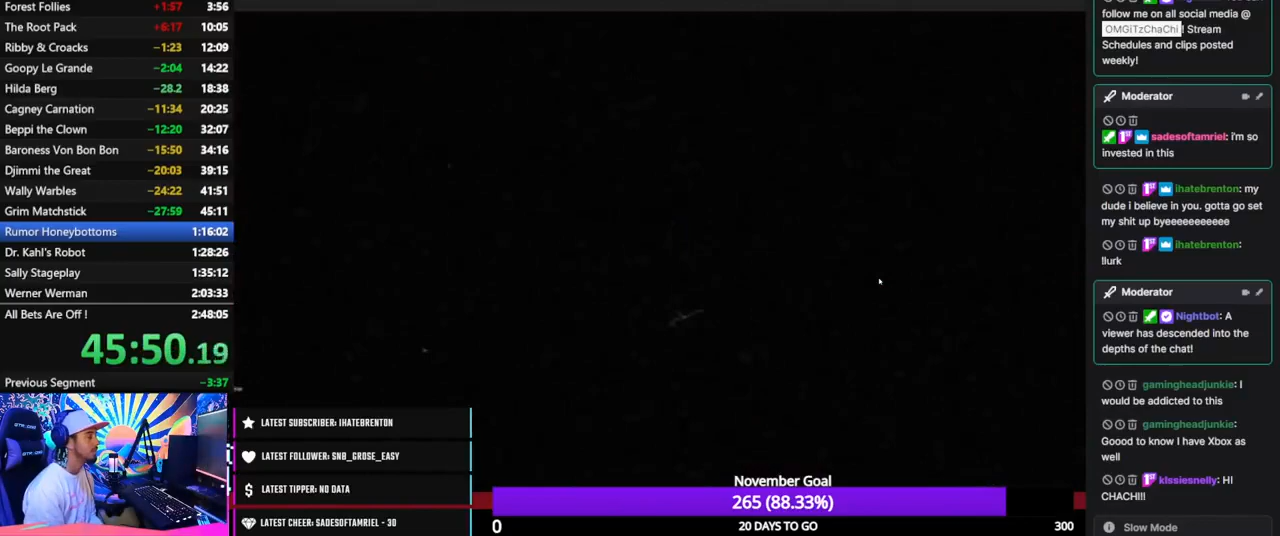 Forest Follies +1:57 3:56
The Root Pack +6:17 10:05
Ribby & Croacks −1:23 12:09
Goopy Le Grande −2:04 14:22
Hilda Berg −28.2 18:38
Cagney Carnation −11:34 20:25
Beppi the Clown −12:20 32:07
Baroness Von Bon Bon −15:50 34:16
Djimmi the Great −20:03 39:15
Wally Warbles −24:22 41:51
Grim Matchstick −27:59 45:11
Rumor Honeybottoms 1:16:02
Dr. Kahl's Robot 1:28:26
Sally Stageplay 1:35:12
Werner Werman 2:03:33
All Bets Are Off ! 2:48:05
45:50.19
Previous Segment −3:37
LATEST SUBSCRIBER: IHATEBRENTON
LATEST FOLLOWER: SNG_GROSE_EASY
LATEST TIPPER: NO DATA
LATEST CHEER: SADESOFTAMRIEL - 30
November Goal
265 (88.33%)
0 20 DAYS TO GO 300
follow me on all social media @
OMGiTzChaChi ! Stream
Schedules and clips posted
weekly!
Moderator
sadesoftamriel: i'm so
invested in this
ihatebrenton: my
dude i believe in you. gotta go set
my shit up byeeeeeeeeee
ihatebrenton:
!lurk
Moderator
Nightbot: A
viewer has descended into the
depths of the chat!
gamingheadjunkie: I
would be addicted to this
gamingheadjunkie:
Goood to know I have Xbox as
well
kIssiesnelly: HI
CHACHI!!!
Slow Mode